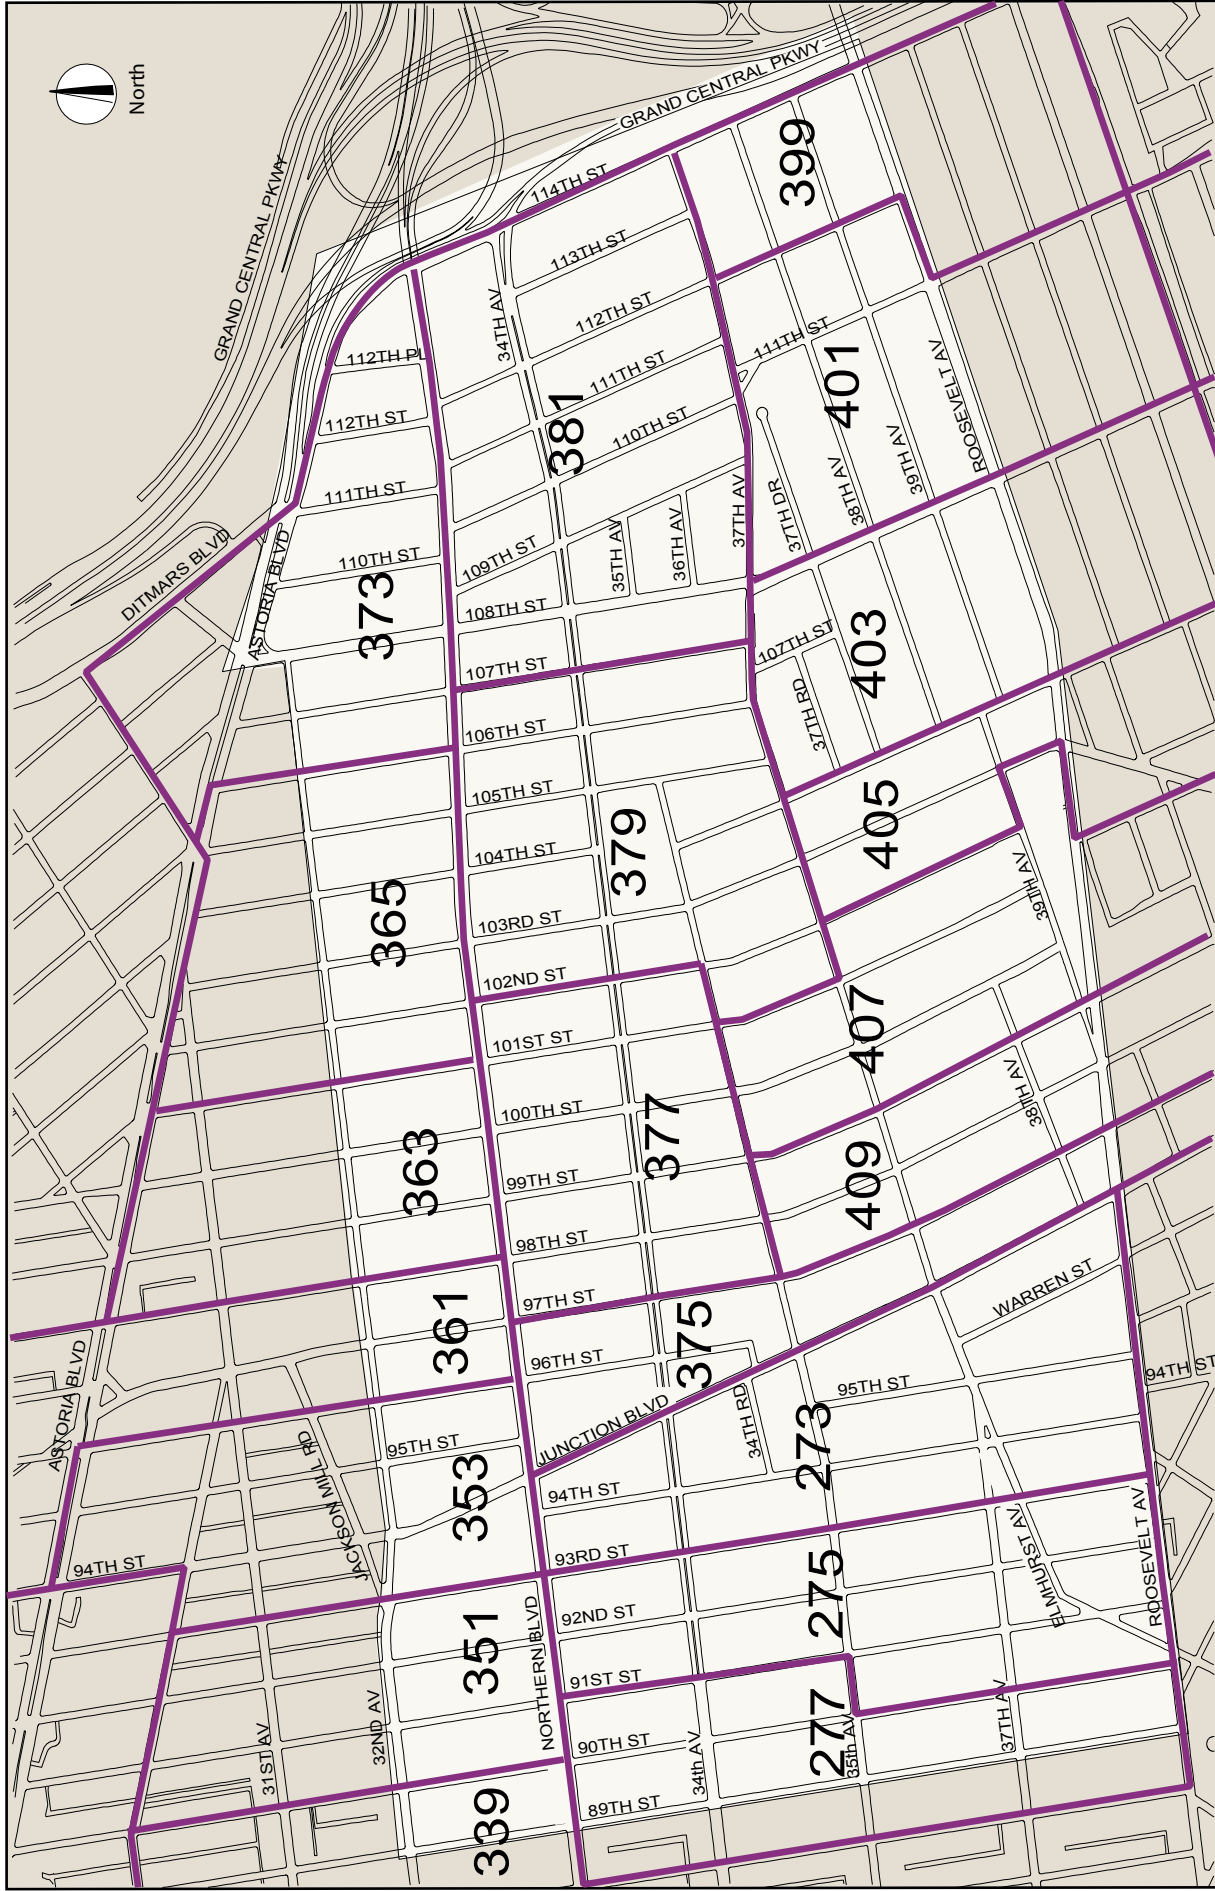 North
GRAND CENTRAL PKWY
GRAND CENTRAL PKWY
DITMARS BLVD
ASTORIA BLVD
114TH ST
113TH ST
112TH ST
111TH ST
110TH ST
34TH AV
112TH PL
112TH ST
111TH ST
110TH ST
109TH ST
108TH ST
107TH ST
106TH ST
105TH ST
104TH ST
103RD ST
102ND ST
101ST ST
100TH ST
99TH ST
98TH ST
97TH ST
96TH ST
35TH AV
36TH AV
37TH AV
37TH DR
38TH AV
39TH AV
ROOSEVELT AV
111TH ST
107TH ST
37TH RD
39TH AV
38TH AV
399
401
381
373
403
405
379
365
407
377
363
409
361
375
273
353
275
351
277
339
WARREN ST
94TH ST
95TH ST
34TH RD
JUNCTION BLVD
94TH ST
93RD ST
92ND ST
91ST ST
90TH ST
89TH ST
ASTORIA BLVD
95TH ST
JACKSON MILL RD
94TH ST
NORTHERN BLVD
31ST AV
32ND AV
34th AV
35th AV
37TH AV
ELMHURST AV
ROOSEVELT AV